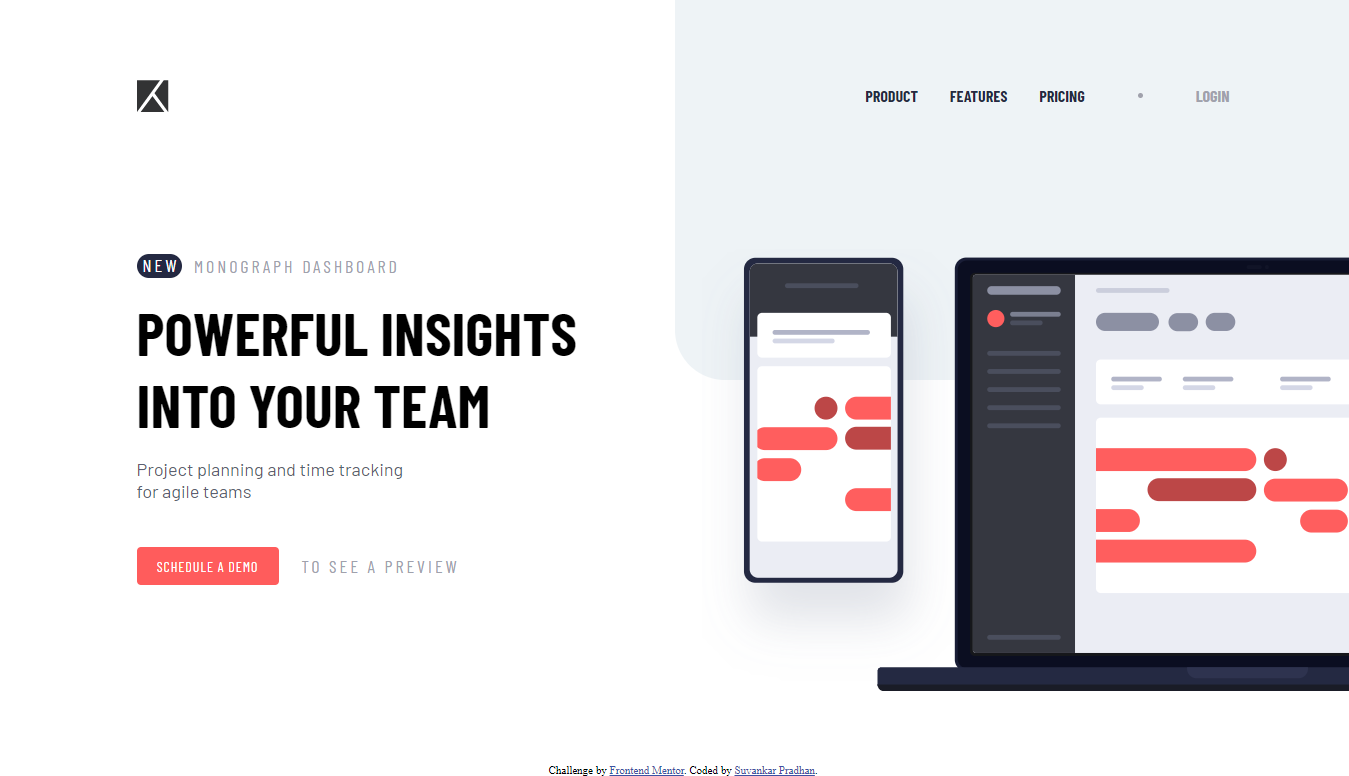 PRODUCT FEATURES PRICING • LOGIN
NEW MONOGRAPH DASHBOARD
POWERFUL INSIGHTS
INTO YOUR TEAM
Project planning and time tracking
for agile teams
SCHEDULE A DEMO TO SEE A PREVIEW
Challenge by Frontend Mentor. Coded by Suvankar Pradhan.